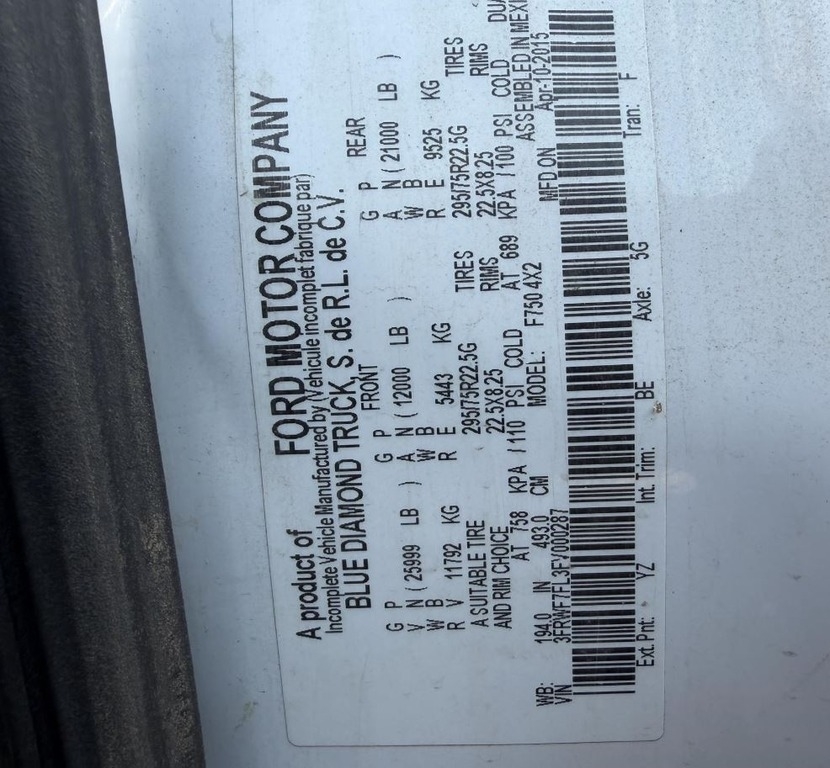 A product of FORD MOTOR COMPANY
Incomplete Vehicle Manufactured by (Vehicule incomplet fabrique par)
BLUE DIAMOND TRUCK, S. de R.L. de C.V.
FRONT REAR
G P G P G P
V N ( 25999 LB ) A N ( 12000 LB ) A N ( 21000 LB )
W B W B W B
R V 11792 KG R E 5443 KG R E 9525 KG
A SUITABLE TIRE 295/75R22.5G TIRES 295/75R22.5G TIRES
AND RIM CHOICE 22.5X8.25 RIMS 22.5X8.25 RIMS
AT 758 KPA / 110 PSI COLD AT 689 KPA / 100 PSI COLD
ASSEMBLED IN
WB: 194.0 IN 493.0 CM MODEL: F750 4X2 MFD ON Apr-10-2015
VIN 3FRWF7FL3FV000287
Ext. Pnt: YZ Int. Trim: BE Axle: 5G Tran: F